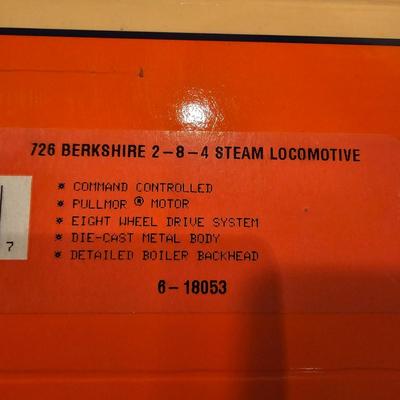 726 BERKSHIRE 2-8-4 STEAM LOCOMOTIVE
* COMMAND CONTROLLED
* PULLMOR ® MOTOR
* EIGHT WHEEL DRIVE SYSTEM
* DIE-CAST METAL BODY
* DETAILED BOILER BACKHEAD
7
6-18053